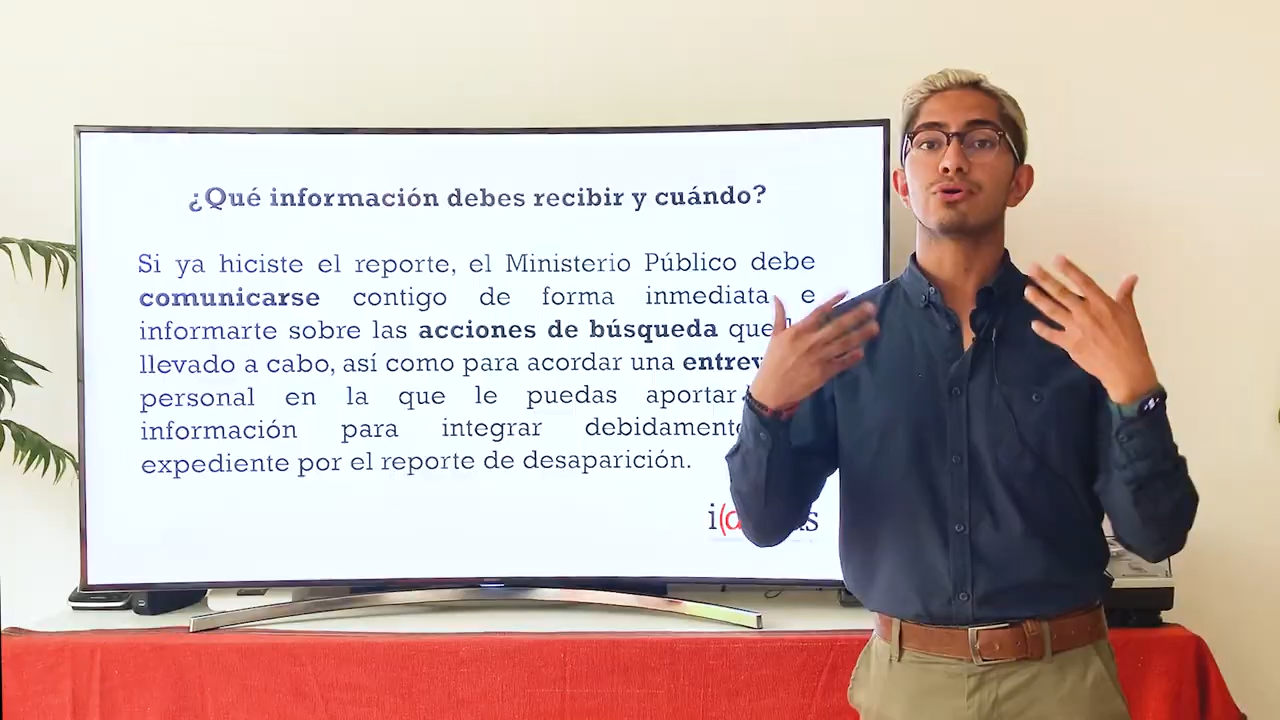 ¿Qué información debes recibir y cuándo?
Si ya hiciste el reporte, el Ministerio Público debe
comunicarse contigo de forma inmediata e
informarte sobre las acciones de búsqueda que
llevado a cabo, así como para acordar una
personal en la que le puedas aportar
información para integrar
expediente por el reporte de desaparición.